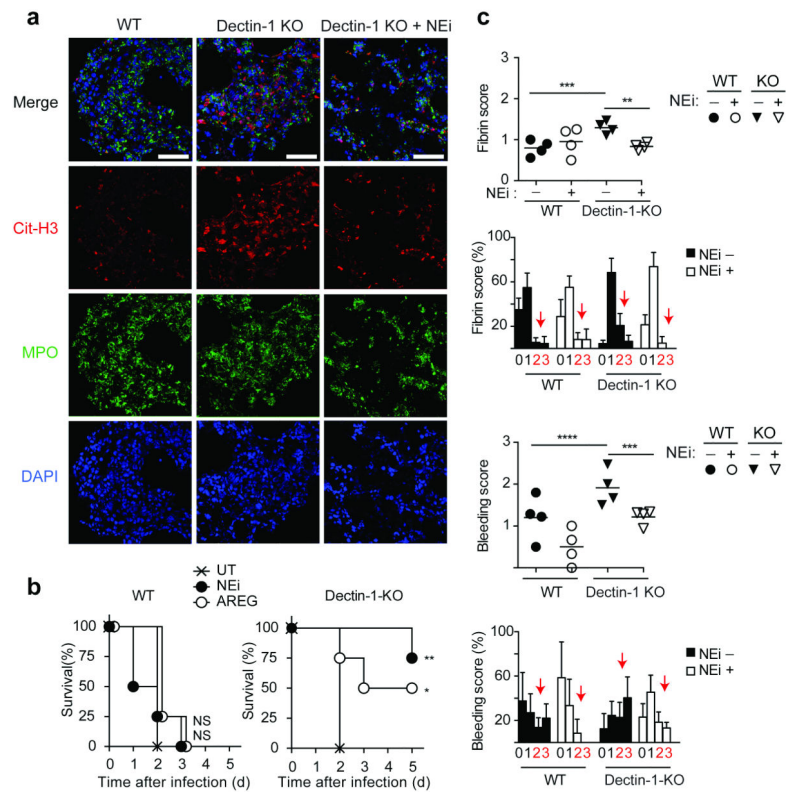 a
WT Dectin-1 KO Dectin-1 KO + NEi
Merge
Cit-H3
MPO
DAPI
b
UT
NEi
AREG
WT
Survival(%)
100
75
50
25
0
NS
NS
0 1 2 3 4 5
Time after infection (d)
Dectin-1-KO
Survival (%)
100
75
50
25
0
**
*
0 1 2 3 4 5
Time after infection (d)
c
Fibrin score
3
2
1
0
***
**
WT KO
NEi: – + – +
NEi : – + – +
WT Dectin-1-KO
Fibrin score (%)
100
60
20
NEi –
NEi +
0123 0123 0123 0123
WT Dectin-1 KO
Bleeding score
3
2
1
0
****
***
WT KO
NEi: – + – +
WT Dectin-1 KO
Bleeding score (%)
100
60
20
NEi –
NEi +
0123 0123 0123 0123
WT Dectin-1-KO